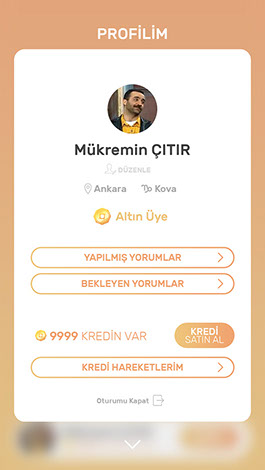 PROFİLİM
Mükremin ÇITIR
DÜZENLE
Ankara Kova
Altın Üye
YAPILMIŞ YORUMLAR
BEKLEYEN YORUMLAR
9999 KREDİN VAR
KREDİ
SATIN AL
KREDİ HAREKETLERİM
Oturumu Kapat